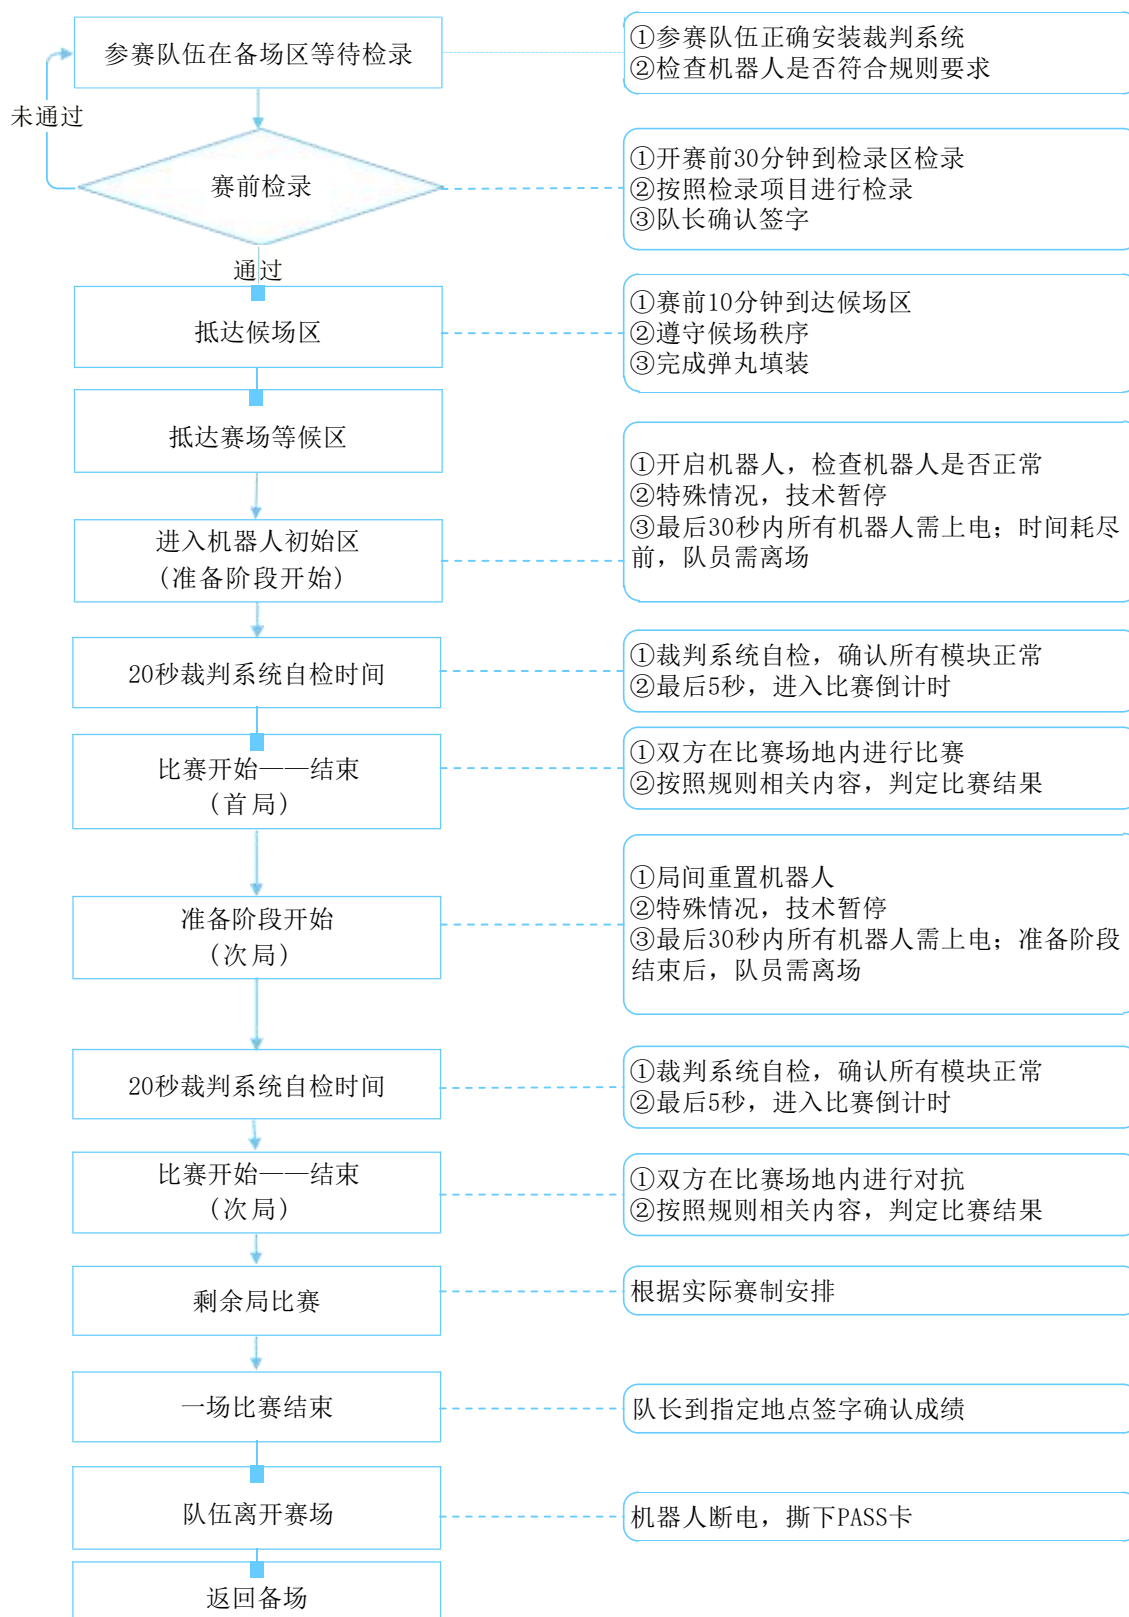 参赛队伍在备场区等待检录
①参赛队伍正确安装裁判系统
②检查机器人是否符合规则要求
未通过
赛前检录
①开赛前30分钟到检录区检录
②按照检录项目进行检录
③队长确认签字
通过
抵达候场区
①赛前10分钟到达候场区
②遵守候场秩序
③完成弹丸填装
抵达赛场等候区
进入机器人初始区
(准备阶段开始)
①开启机器人，检查机器人是否正常
②特殊情况，技术暂停
③最后30秒内所有机器人需上电；时间耗尽
前，队员需离场
20秒裁判系统自检时间
①裁判系统自检，确认所有模块正常
②最后5秒，进入比赛倒计时
比赛开始——结束
(首局)
①双方在比赛场地内进行比赛
②按照规则相关内容，判定比赛结果
准备阶段开始
(次局)
①局间重置机器人
②特殊情况，技术暂停
③最后30秒内所有机器人需上电；准备阶段
结束后，队员需离场
20秒裁判系统自检时间
①裁判系统自检，确认所有模块正常
②最后5秒，进入比赛倒计时
比赛开始——结束
(次局)
①双方在比赛场地内进行对抗
②按照规则相关内容，判定比赛结果
剩余局比赛
根据实际赛制安排
一场比赛结束
队长到指定地点签字确认成绩
队伍离开赛场
机器人断电，撕下PASS卡
返回备场